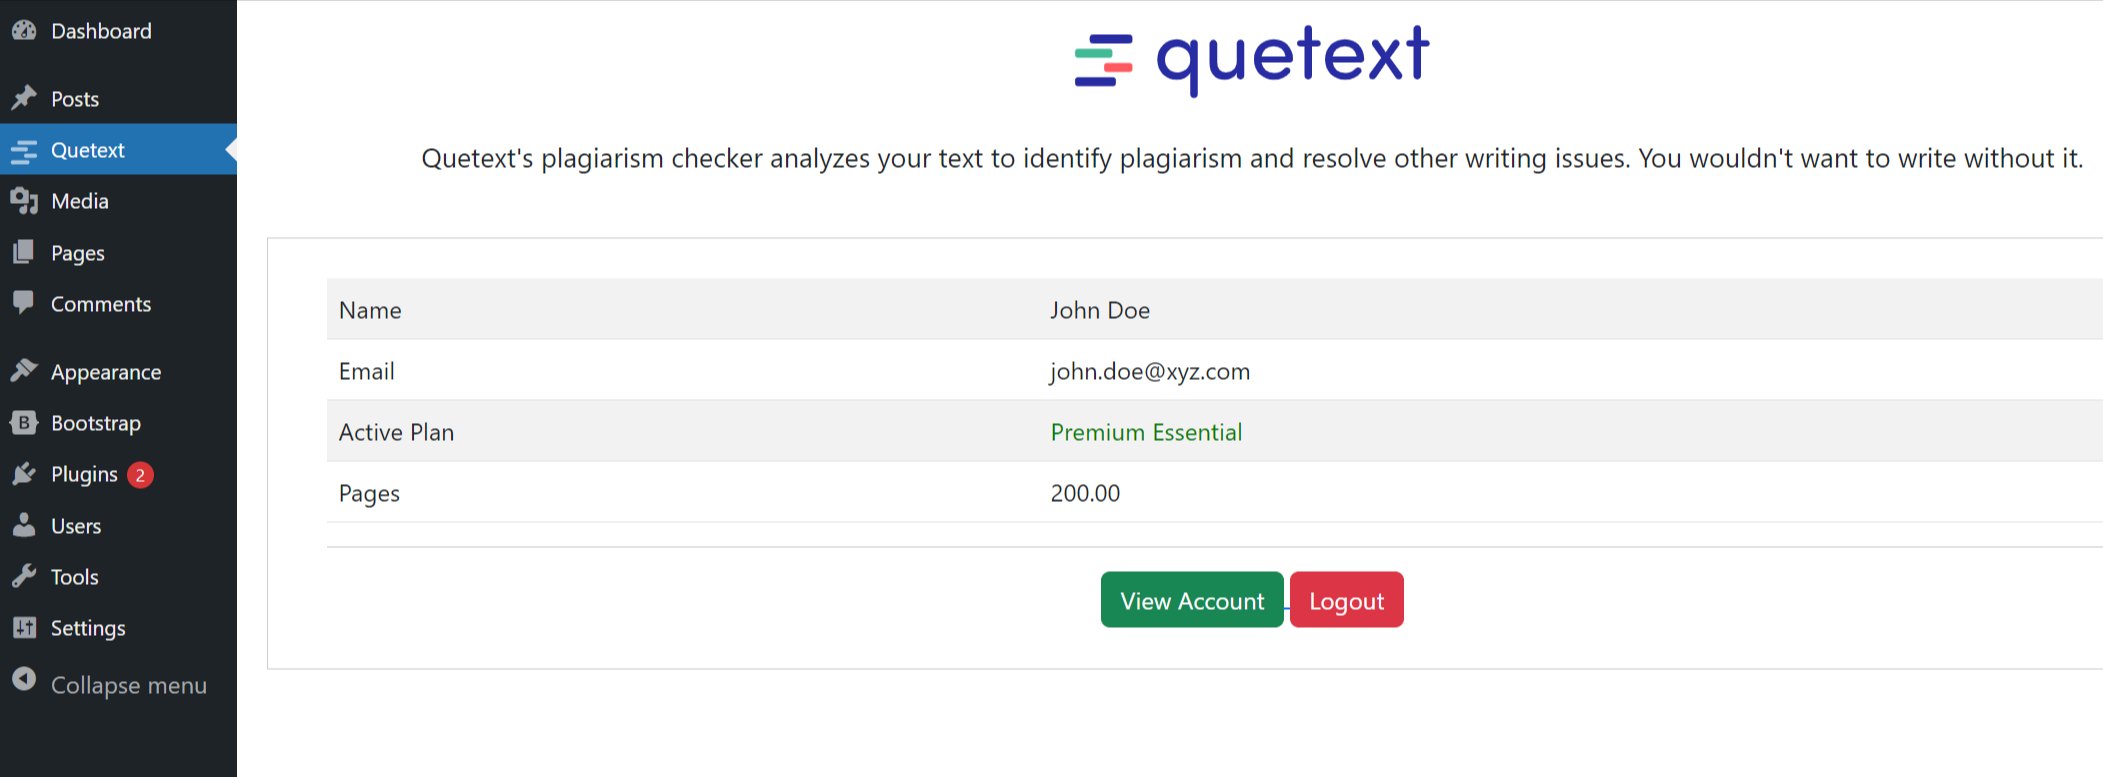 Dashboard
Posts
Quetext
Media
Pages
Comments
Appearance
B Bootstrap
Plugins 2
Users
Tools
Settings
Collapse menu
quetext
Quetext's plagiarism checker analyzes your text to identify plagiarism and resolve other writing issues. You wouldn't want to write without it.
Name John Doe
Email john.doe@xyz.com
Active Plan Premium Essential
Pages 200.00
View Account Logout